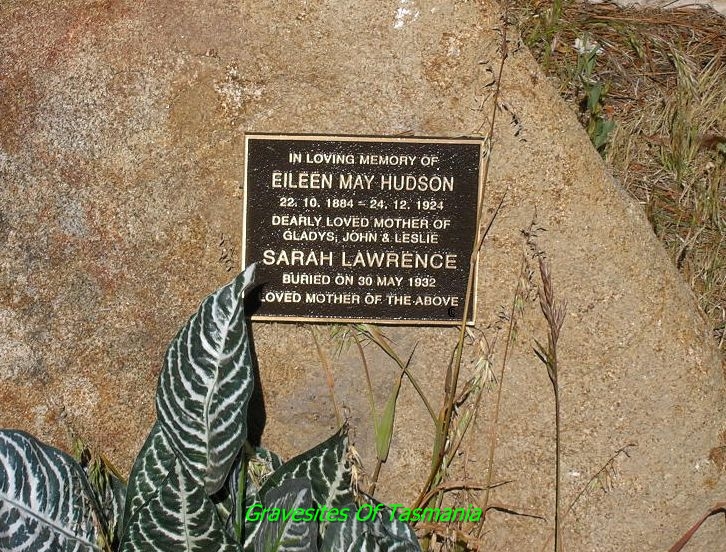 IN LOVING MEMORY OF
EILEEN MAY HUDSON
22. 10. 1884 - 24. 12. 1924
DEARLY LOVED MOTHER OF
GLADYS, JOHN & LESLIE
SARAH LAWRENCE
BURIED ON 30 MAY 1932
LOVED MOTHER OF THE ABOVE
Gravesites Of Tasmania